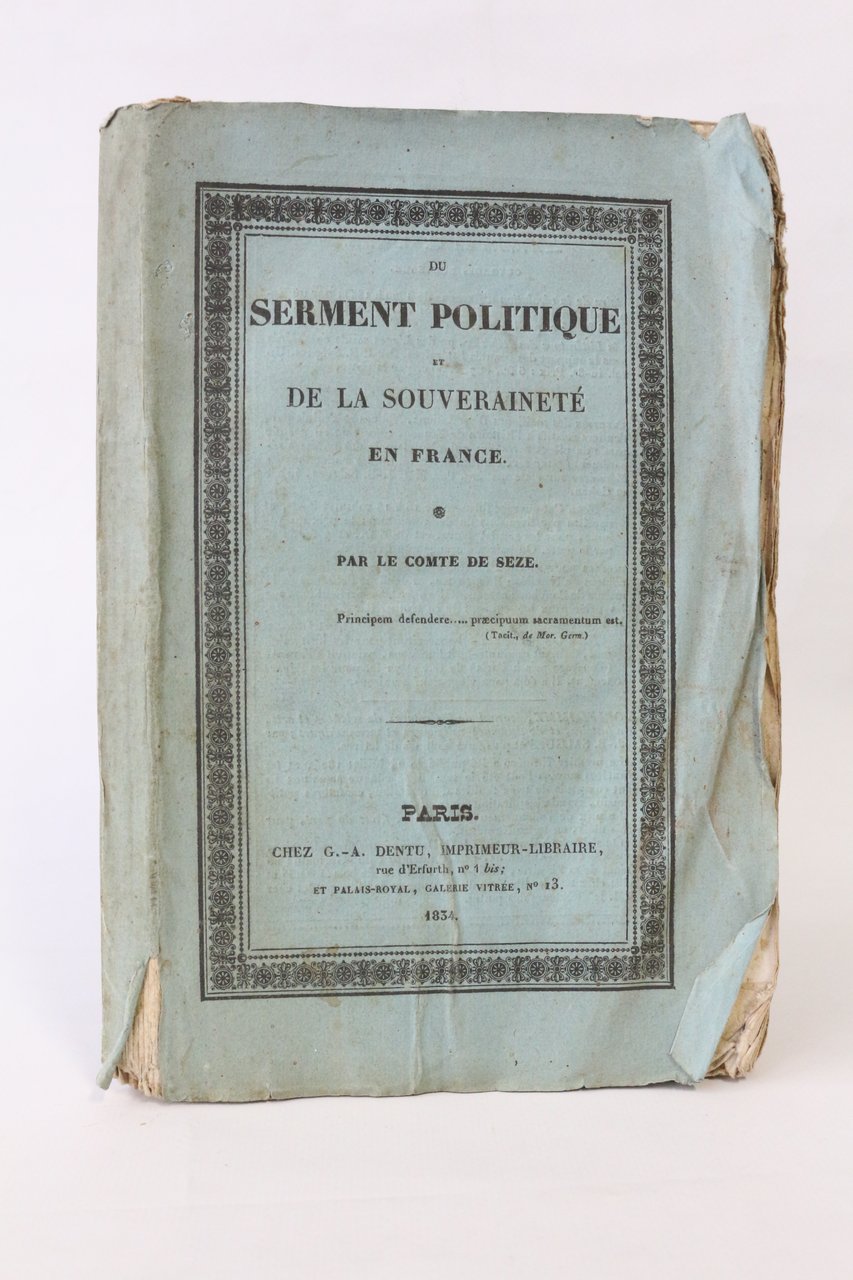 DU
SERMENT POLITIQUE
ET
DE LA SOUVERAINETÉ
EN FRANCE.
PAR LE COMTE DE SEZE.
Principem defendere..... præcipuum sacramentum est.
(Tacit., de Mor. Germ.)
PARIS.
CHEZ G.-A. DENTU, IMPRIMEUR-LIBRAIRE,
rue d'Erfurth, nº 1 bis;
ET PALAIS-ROYAL, GALERIE VITRÉE, Nº 13.
1834.